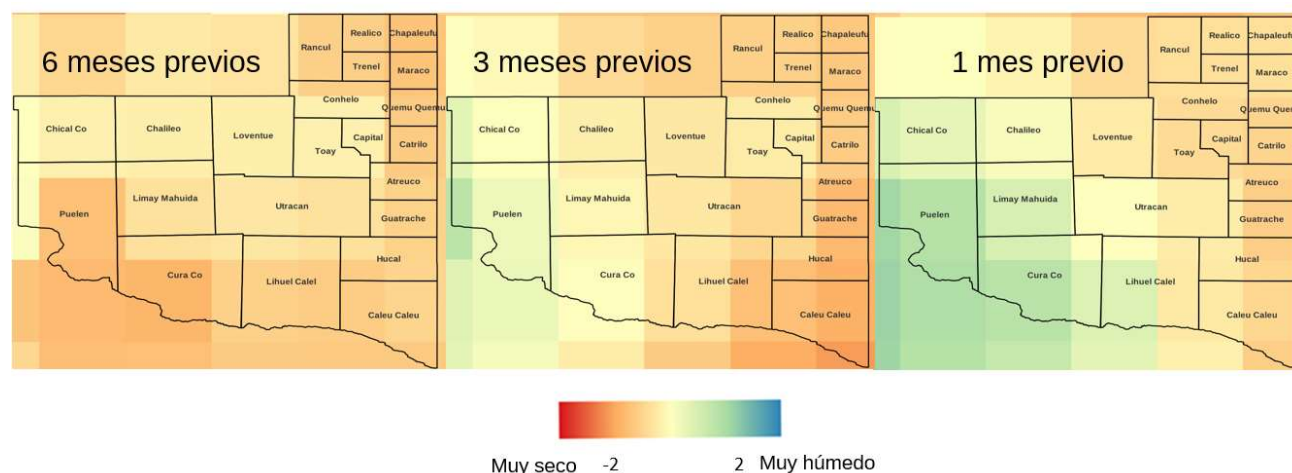 6 meses previos
Rancul
Realico
Chapaleufu
Trenel
Maraco
Conhelo
Quemu Quemu
Chical Co
Chalileo
Loventue
Capital
Toay
Catrilo
Atreuco
Limay Mahuida
Puelen
Utracan
Guatrache
Hucal
Cura Co
Lihuel Calel
Caleu Caleu
3 meses previos
Rancul
Realico
Chapaleufu
Trenel
Maraco
Conhelo
Quemu Quemu
Chical Co
Chalileo
Loventue
Capital
Toay
Catrilo
Atreuco
Limay Mahuida
Puelen
Utracan
Guatrache
Hucal
Cura Co
Lihuel Calel
Caleu Caleu
1 mes previo
Rancul
Realico
Chapaleufu
Trenel
Maraco
Conhelo
Quemu Quemu
Chical Co
Chalileo
Loventue
Capital
Toay
Catrilo
Atreuco
Limay Mahuida
Puelen
Utracan
Guatrache
Hucal
Cura Co
Lihuel Calel
Caleu Caleu
Muy seco -2 2 Muy húmedo